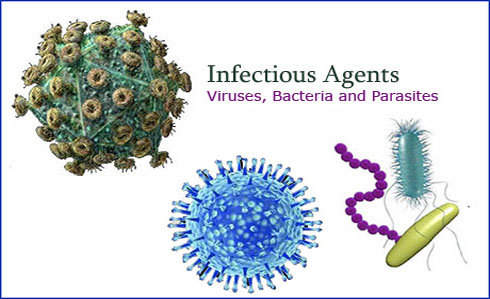 Infectious Agents
Viruses, Bacteria and Parasites